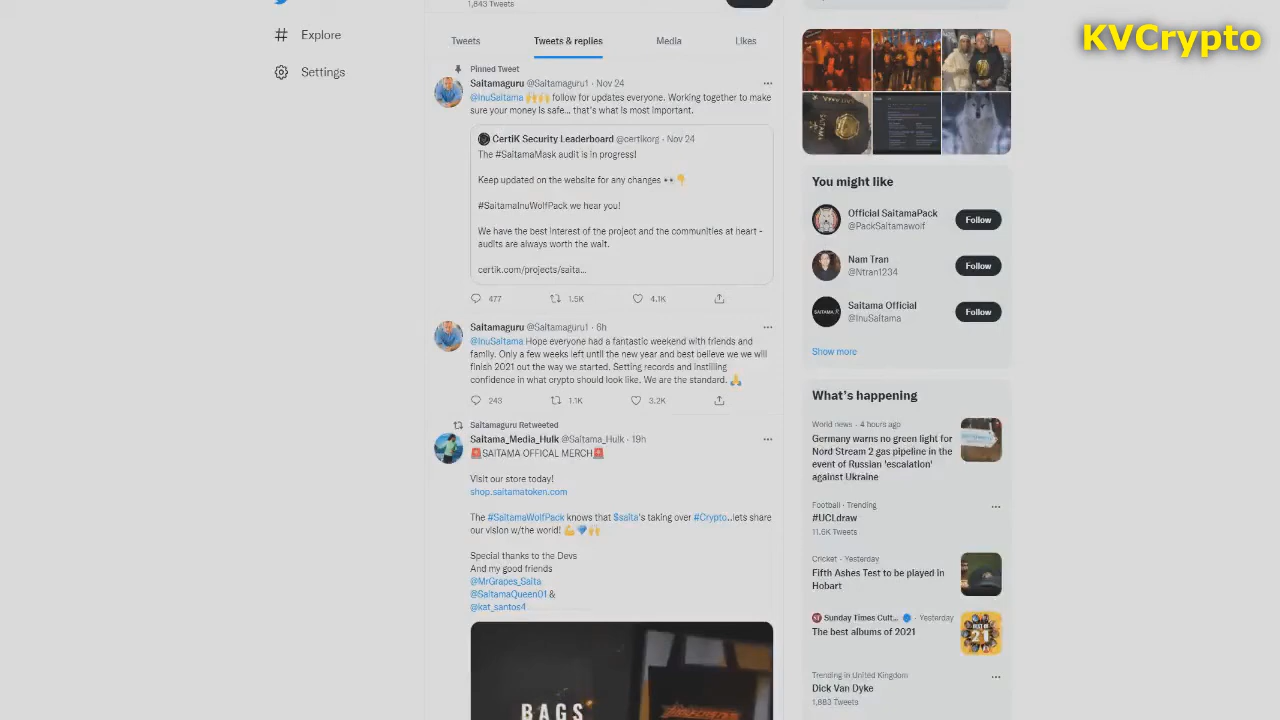 KVCrypto
1,843 Tweets
Explore
Settings
Tweets
Tweets & replies
Media
Likes
Pinned Tweet
Saitamaguru @Saitamaguru1 · Nov 24
@InuSaitama 🙌🙌 follow for updates everyone. Working together to make
sure your money is safe... that's what is most important.
CertiK Security Leaderboard @certikorg · Nov 24
The #SaitamaMask audit is in progress!
Keep updated on the website for any changes 👀👇
#SaitamaInuWolfPack we hear you!
We have the best interest of the project and the communities at heart -
audits are always worth the wait.
certik.com/projects/saita...
477
1.5K
4.1K
Saitamaguru @Saitamaguru1 · 6h
@InuSaitama Hope everyone had a fantastic weekend with friends and
family. Only a few weeks left until the new year and best believe we we will
finish 2021 out the way we started. Setting records and instilling
confidence in what crypto should look like. We are the standard. 🙏
243
1.1K
3.2K
Saitamaguru Retweeted
Saitama_Media_Hulk @Saitama_Hulk · 19h
🚨SAITAMA OFFICAL MERCH🚨
Visit our store today!
shop.saitamatoken.com
The #SaitamaWolfPack knows that $saita's taking over #Crypto..lets share
our vision w/the world! 💪💎🙌
Special thanks to the Devs
And my good friends
@MrGrapes_Saita
@SaitamaQueen01 &
@kat_santos4
BAGS
You might like
Official SaitamaPack
@PackSaitamawolf
Follow
Nam Tran
@Ntran1234
Follow
Saitama Official
@InuSaitama
Follow
Show more
What's happening
World news · 4 hours ago
Germany warns no green light for
Nord Stream 2 gas pipeline in the
event of Russian 'escalation'
against Ukraine
Football · Trending
#UCLdraw
11.6K Tweets
Cricket · Yesterday
Fifth Ashes Test to be played in
Hobart
Sunday Times Cult... · Yesterday
The best albums of 2021
Trending in United Kingdom
Dick Van Dyke
1,883 Tweets